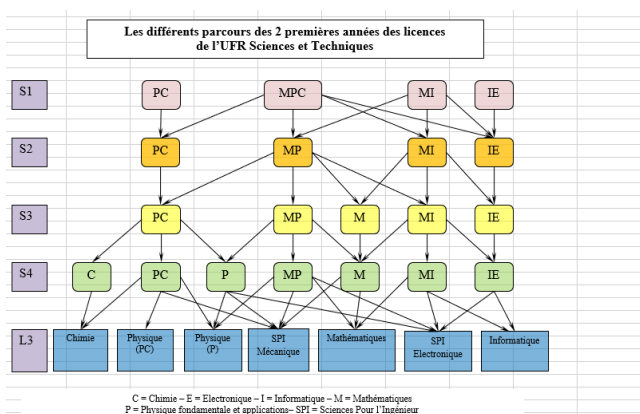 Les différents parcours des 2 premières années des licences
de l'UFR Sciences et Techniques
S1 PC MPC MI IE
S2 PC MP MI IE
S3 PC MP M MI IE
S4 C PC P MP M MI IE
L3 Chimie Physique (PC) Physique (P) SPI Mécanique Mathématiques SPI Electronique Informatique
C = Chimie – E = Electronique – I = Informatique – M = Mathématiques
P = Physique fondamentale et applications– SPI = Sciences Pour l'Ingénieur